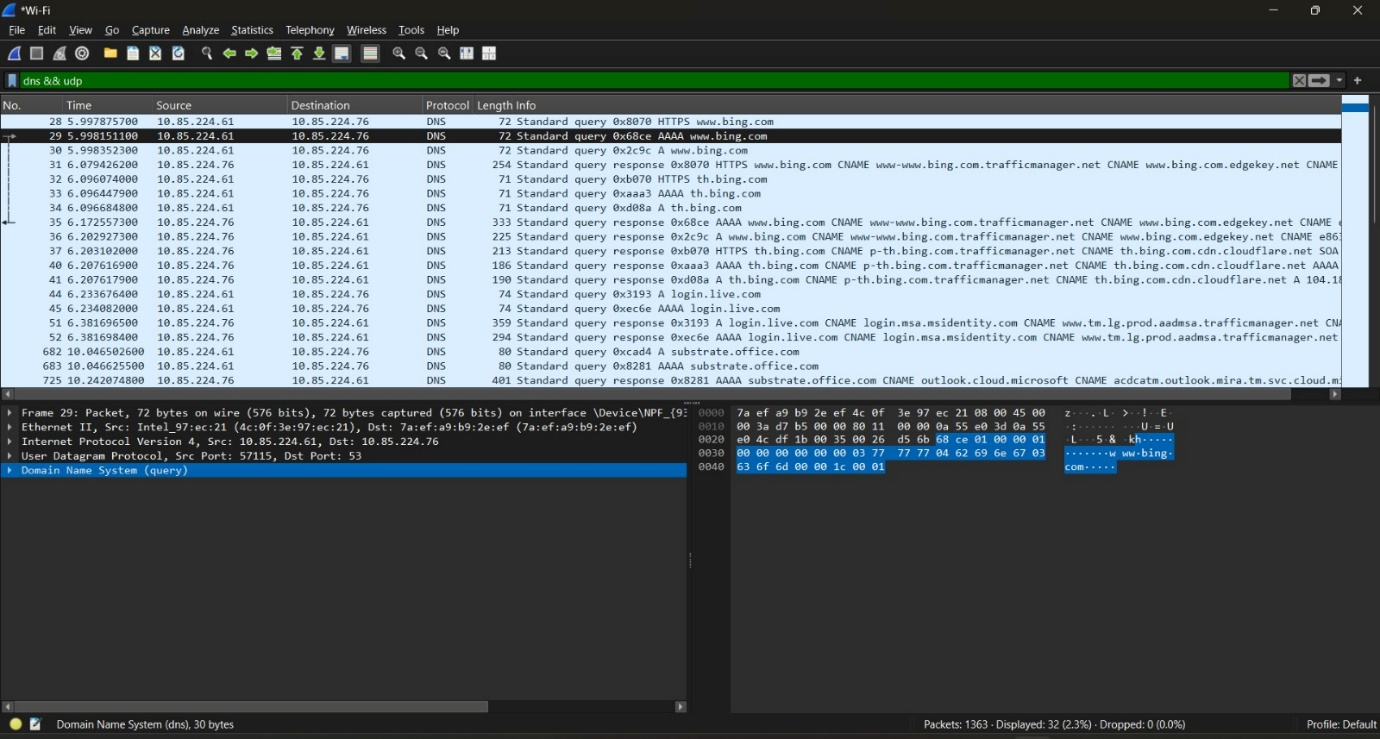 *Wi-Fi
File Edit View Go Capture Analyze Statistics Telephony Wireless Tools Help
dns && udp
No. Time Source Destination Protocol Length Info
28 5.997875700 10.85.224.61 10.85.224.76 DNS 72 Standard query 0x8070 HTTPS www.bing.com
29 5.998151100 10.85.224.61 10.85.224.76 DNS 72 Standard query 0x68ce AAAA www.bing.com
30 5.998352300 10.85.224.61 10.85.224.76 DNS 72 Standard query 0x2c9c A www.bing.com
31 6.079426200 10.85.224.76 10.85.224.61 DNS 254 Standard query response 0x8070 HTTPS www.bing.com CNAME www-www.bing.com.trafficmanager.net CNAME www.bing.com.edgekey.net CNAME
32 6.096074000 10.85.224.61 10.85.224.76 DNS 71 Standard query 0xb070 HTTPS th.bing.com
33 6.096447900 10.85.224.61 10.85.224.76 DNS 71 Standard query 0xaaa3 AAAA th.bing.com
34 6.096684800 10.85.224.61 10.85.224.76 DNS 71 Standard query 0xd08a A th.bing.com
35 6.172557300 10.85.224.76 10.85.224.61 DNS 333 Standard query response 0x68ce AAAA www.bing.com CNAME www-www.bing.com.trafficmanager.net CNAME www.bing.com.edgekey.net CNAME
36 6.202927300 10.85.224.76 10.85.224.61 DNS 225 Standard query response 0x2c9c A www.bing.com CNAME www-www.bing.com.trafficmanager.net CNAME www.bing.com.edgekey.net CNAME e863
37 6.203102000 10.85.224.76 10.85.224.61 DNS 213 Standard query response 0xb070 HTTPS th.bing.com CNAME p-th.bing.com.trafficmanager.net CNAME th.bing.com.cdn.cloudflare.net SOA
40 6.207616900 10.85.224.76 10.85.224.61 DNS 186 Standard query response 0xaaa3 AAAA th.bing.com CNAME p-th.bing.com.trafficmanager.net CNAME th.bing.com.cdn.cloudflare.net AAAA
41 6.207617900 10.85.224.76 10.85.224.61 DNS 190 Standard query response 0xd08a A th.bing.com CNAME p-th.bing.com.trafficmanager.net CNAME th.bing.com.cdn.cloudflare.net A 104.18
44 6.233676400 10.85.224.61 10.85.224.76 DNS 74 Standard query 0x3193 A login.live.com
45 6.234082000 10.85.224.61 10.85.224.76 DNS 74 Standard query 0xec6e AAAA login.live.com
51 6.381696500 10.85.224.76 10.85.224.61 DNS 359 Standard query response 0x3193 A login.live.com CNAME login.msa.msidentity.com CNAME www.tm.lg.prod.aadmsa.trafficmanager.net
52 6.381698400 10.85.224.76 10.85.224.61 DNS 294 Standard query response 0xec6e AAAA login.live.com CNAME login.msa.msidentity.com CNAME www.tm.lg.prod.aadmsa.trafficmanager.net
682 10.046502600 10.85.224.61 10.85.224.76 DNS 80 Standard query 0xcad4 A substrate.office.com
683 10.046625500 10.85.224.61 10.85.224.76 DNS 80 Standard query 0x8281 AAAA substrate.office.com
725 10.242074800 10.85.224.76 10.85.224.61 DNS 401 Standard query response 0x8281 AAAA substrate.office.com CNAME outlook.cloud.microsoft CNAME acdcatm.outlook.mira.tm.svc.cloud.m
Frame 29: Packet, 72 bytes on wire (576 bits), 72 bytes captured (576 bits) on interface \Device\NPF_{93
Ethernet II, Src: Intel_97:ec:21 (4c:0f:3e:97:ec:21), Dst: 7a:ef:a9:b9:2e:ef (7a:ef:a9:b9:2e:ef)
Internet Protocol Version 4, Src: 10.85.224.61, Dst: 10.85.224.76
User Datagram Protocol, Src Port: 57115, Dst Port: 53
Domain Name System (query)
0000 7a ef a9 b9 2e ef 4c 0f 3e 97 ec 21 08 00 45 00 z···.·L· >··!··E·
0010 00 3a d7 b5 00 00 80 11 00 00 0a 55 e0 3d 0a 55 ·:······ ···U·=·U
0020 e0 4c df 1b 00 35 00 26 d5 6b 68 ce 01 00 00 01 ·L···5·& ·kh·····
0030 00 00 00 00 00 00 03 77 77 77 04 62 69 6e 67 03 ·······w ww·bing·
0040 63 6f 6d 00 00 1c 00 01 com·····
Domain Name System (dns), 30 bytes
Packets: 1363 · Displayed: 32 (2.3%) · Dropped: 0 (0.0%)
Profile: Default